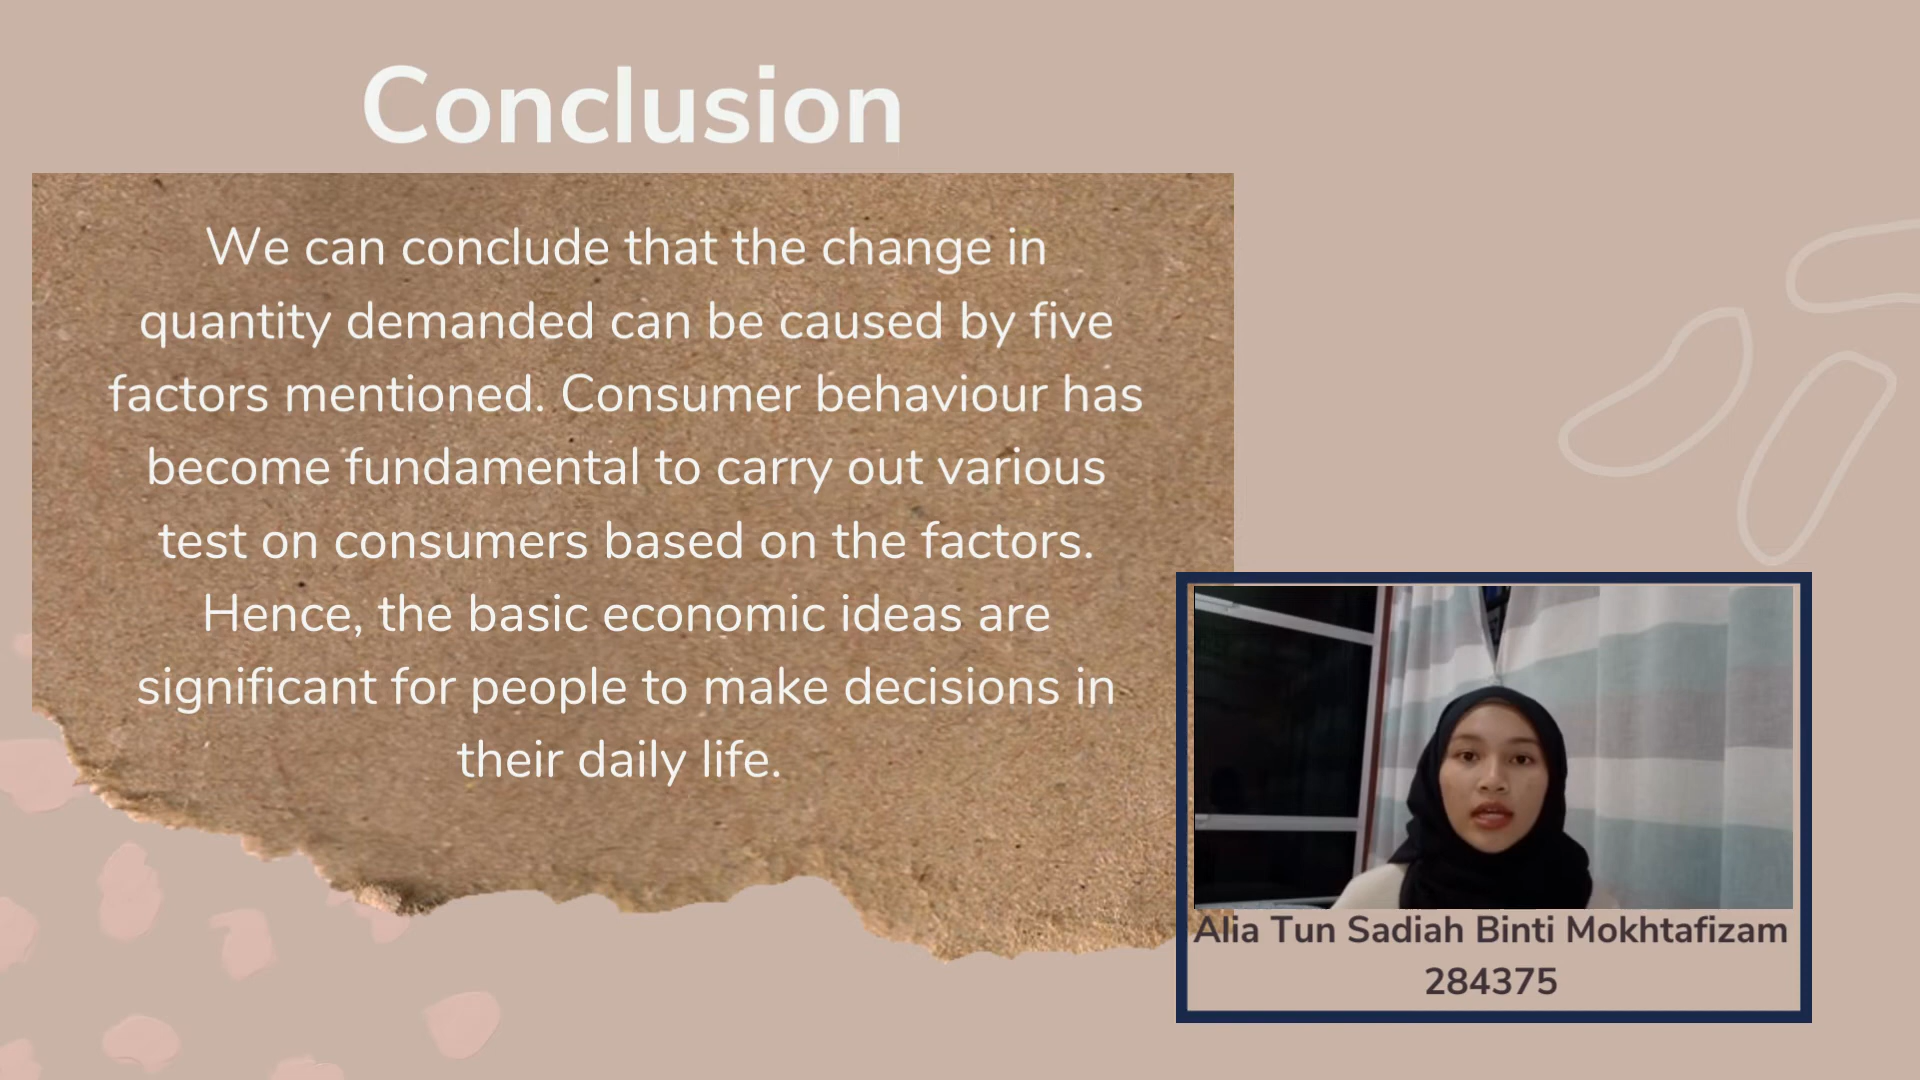 Conclusion
We can conclude that the change in
quantity demanded can be caused by five
factors mentioned. Consumer behaviour has
become fundamental to carry out various
test on consumers based on the factors.
Hence, the basic economic ideas are
significant for people to make decisions in
their daily life.
Alia Tun Sadiah Binti Mokhtafizam
284375